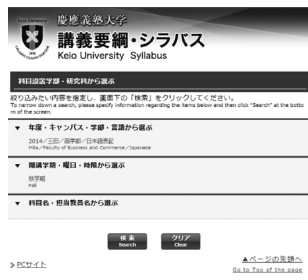 慶應義塾大学
講義要綱・シラバス
Keio University Syllabus
科目設置学部・研究科から選ぶ
絞り込みたい内容を指定し、画面下の「検索」をクリックしてください。
To narrow down a search, please specify information regarding the items below and then click "Search" at the botto
m of the screen.
▼ 年度・キャンパス・学部・言語から選ぶ
2014／三田／商学部／日本語表記
Mita／Faculty of Business and Commerce／Japanese
▼ 開講学期・曜日・時限から選ぶ
秋学期
Fall
▼ 科目名・担当教員名から選ぶ
検 索
Search
クリア
Clear
▲ページの先頭へ
Go to Top of the page
> PCサイト